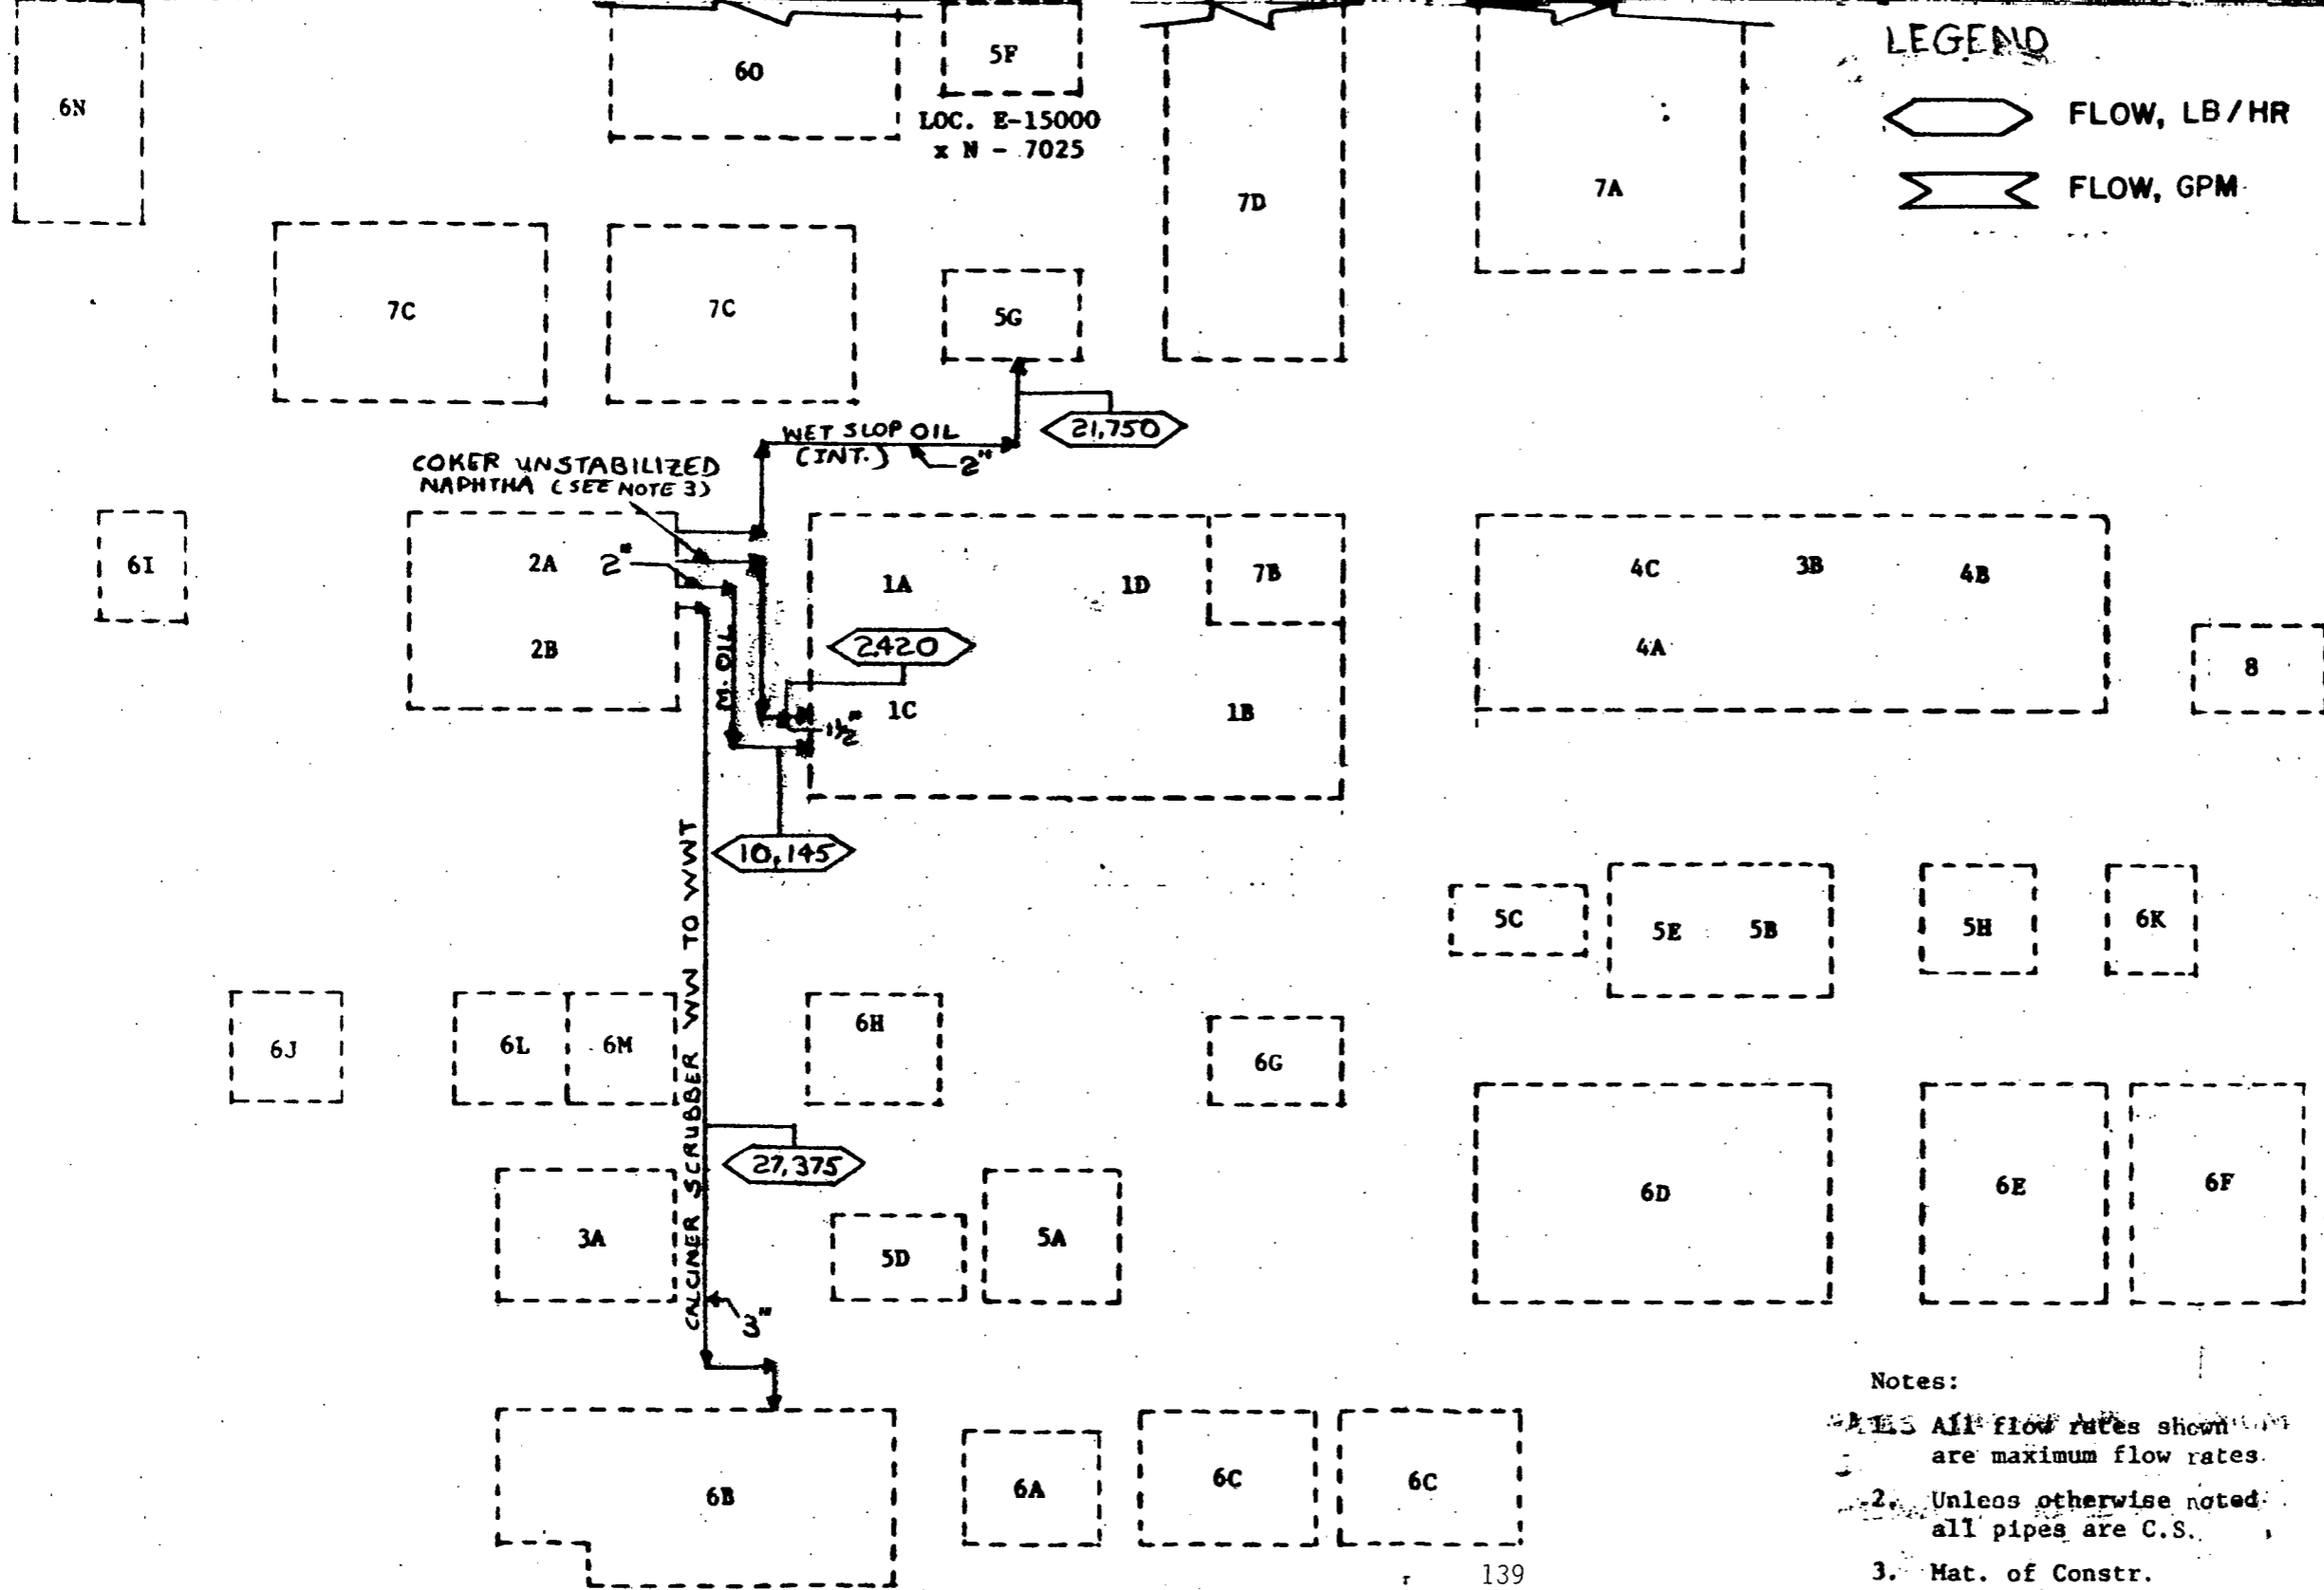 LEGEND
FLOW, LB/HR
FLOW, GPM
6N
60
5F
LOC. E-15000
x N - 7025
7D
7A
7C
7C
5G
21,750
WET SLOP OIL
(INT.)
2"
COKER UNSTABILIZED
NAPHTHA (SEE NOTE 3)
6I
2A
2"
2B
M. OIL
1A
1D
7B
2420
1C
1½"
1B
4C
3B
4B
4A
8
10,145
CALCINER SCRUBBER WW TO WWT
5C
5E
5B
5H
6K
6J
6L
6M
6H
6G
27,375
3A
5D
5A
6D
6E
6F
3"
6B
6A
6C
6C
Notes:
1. All flow rates shown
are maximum flow rates.
2. Unless otherwise noted
all pipes are C.S.
3. Mat. of Constr.
139